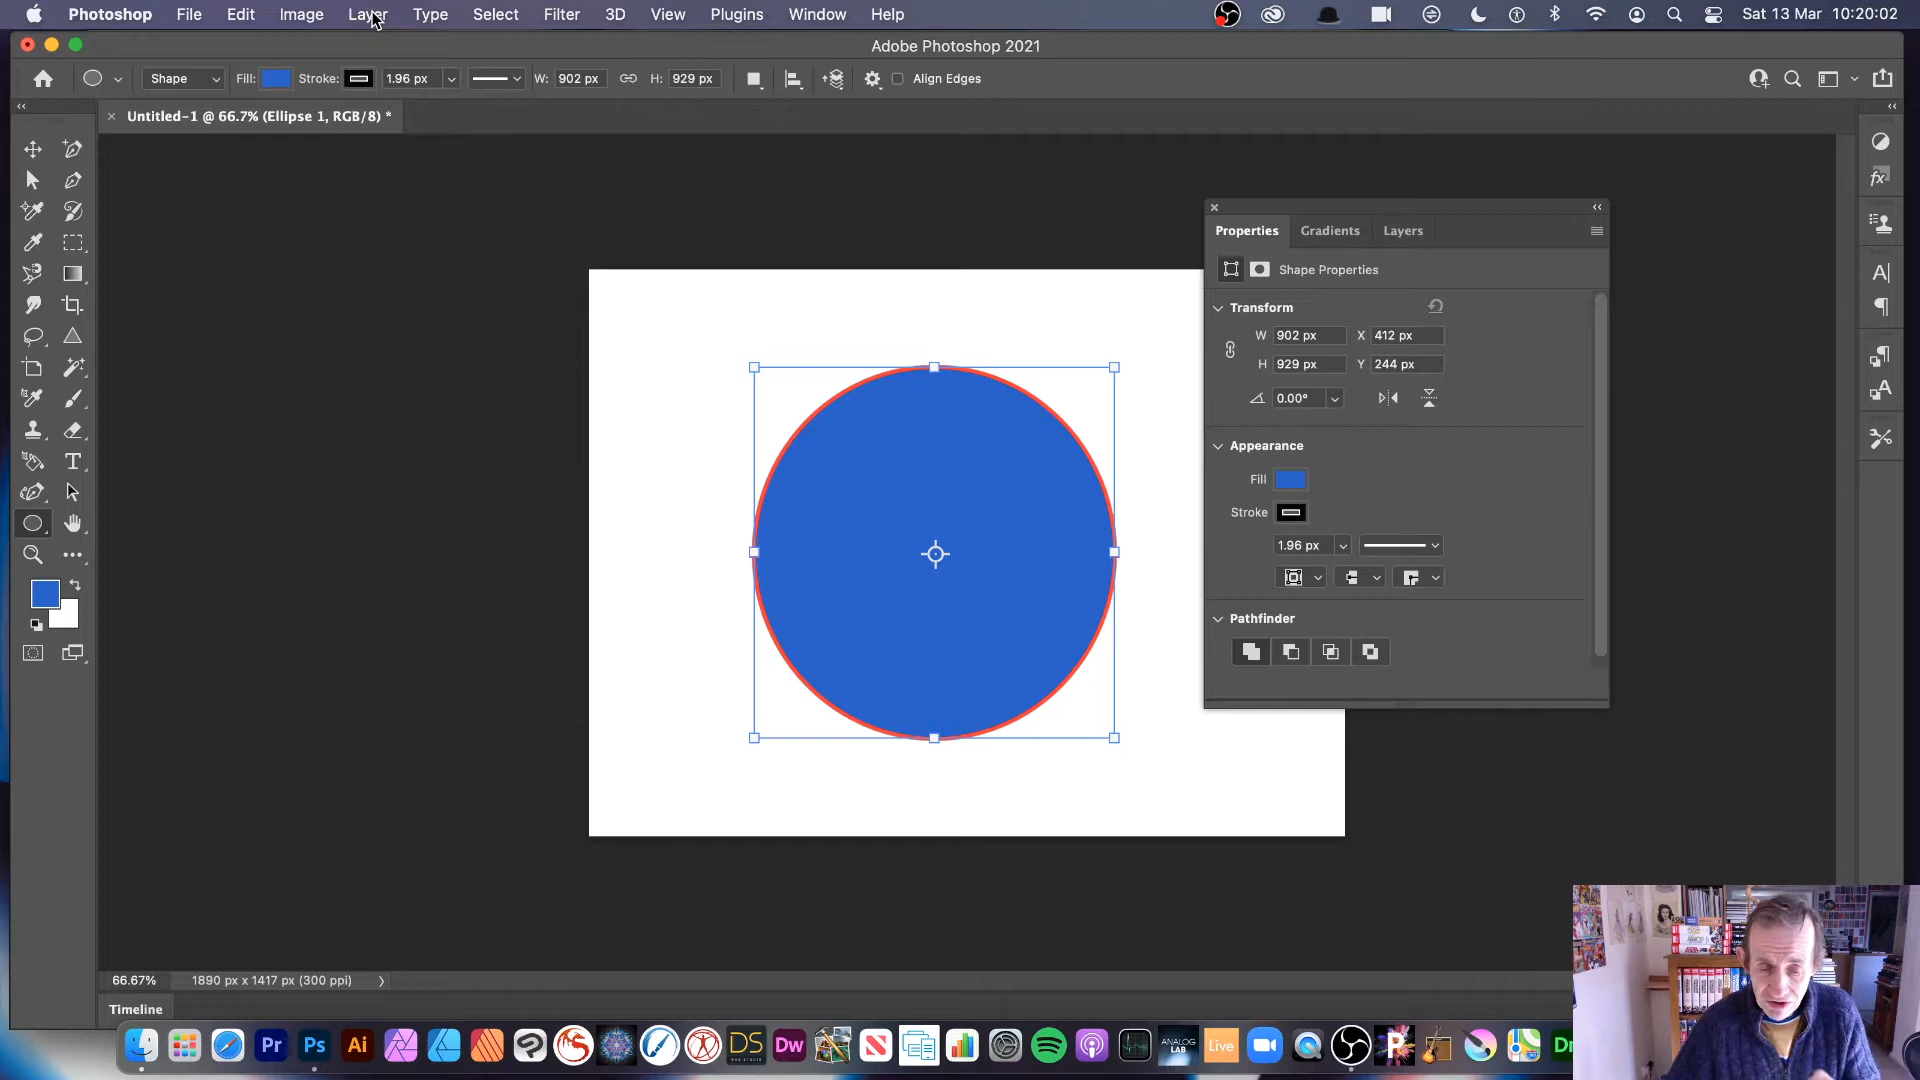 Photoshop File Edit Image Layer Type Select Filter 3D View Plugins Window Help Sat 13 Mar 10:20:02
Adobe Photoshop 2021
Shape Fill: Stroke: 1.96 px W: 902 px H: 929 px Align Edges
Untitled-1 @ 66.7% (Ellipse 1, RGB/8) *
Properties Gradients Layers
Shape Properties
Transform
W 902 px X 412 px
H 929 px Y 244 px
0.00°
Appearance
Fill
Stroke
1.96 px
Pathfinder
66.67% 1890 px x 1417 px (300 ppi)
Timeline
Pr Ps Ai DS Dw ANALOG LAB Live P Dr